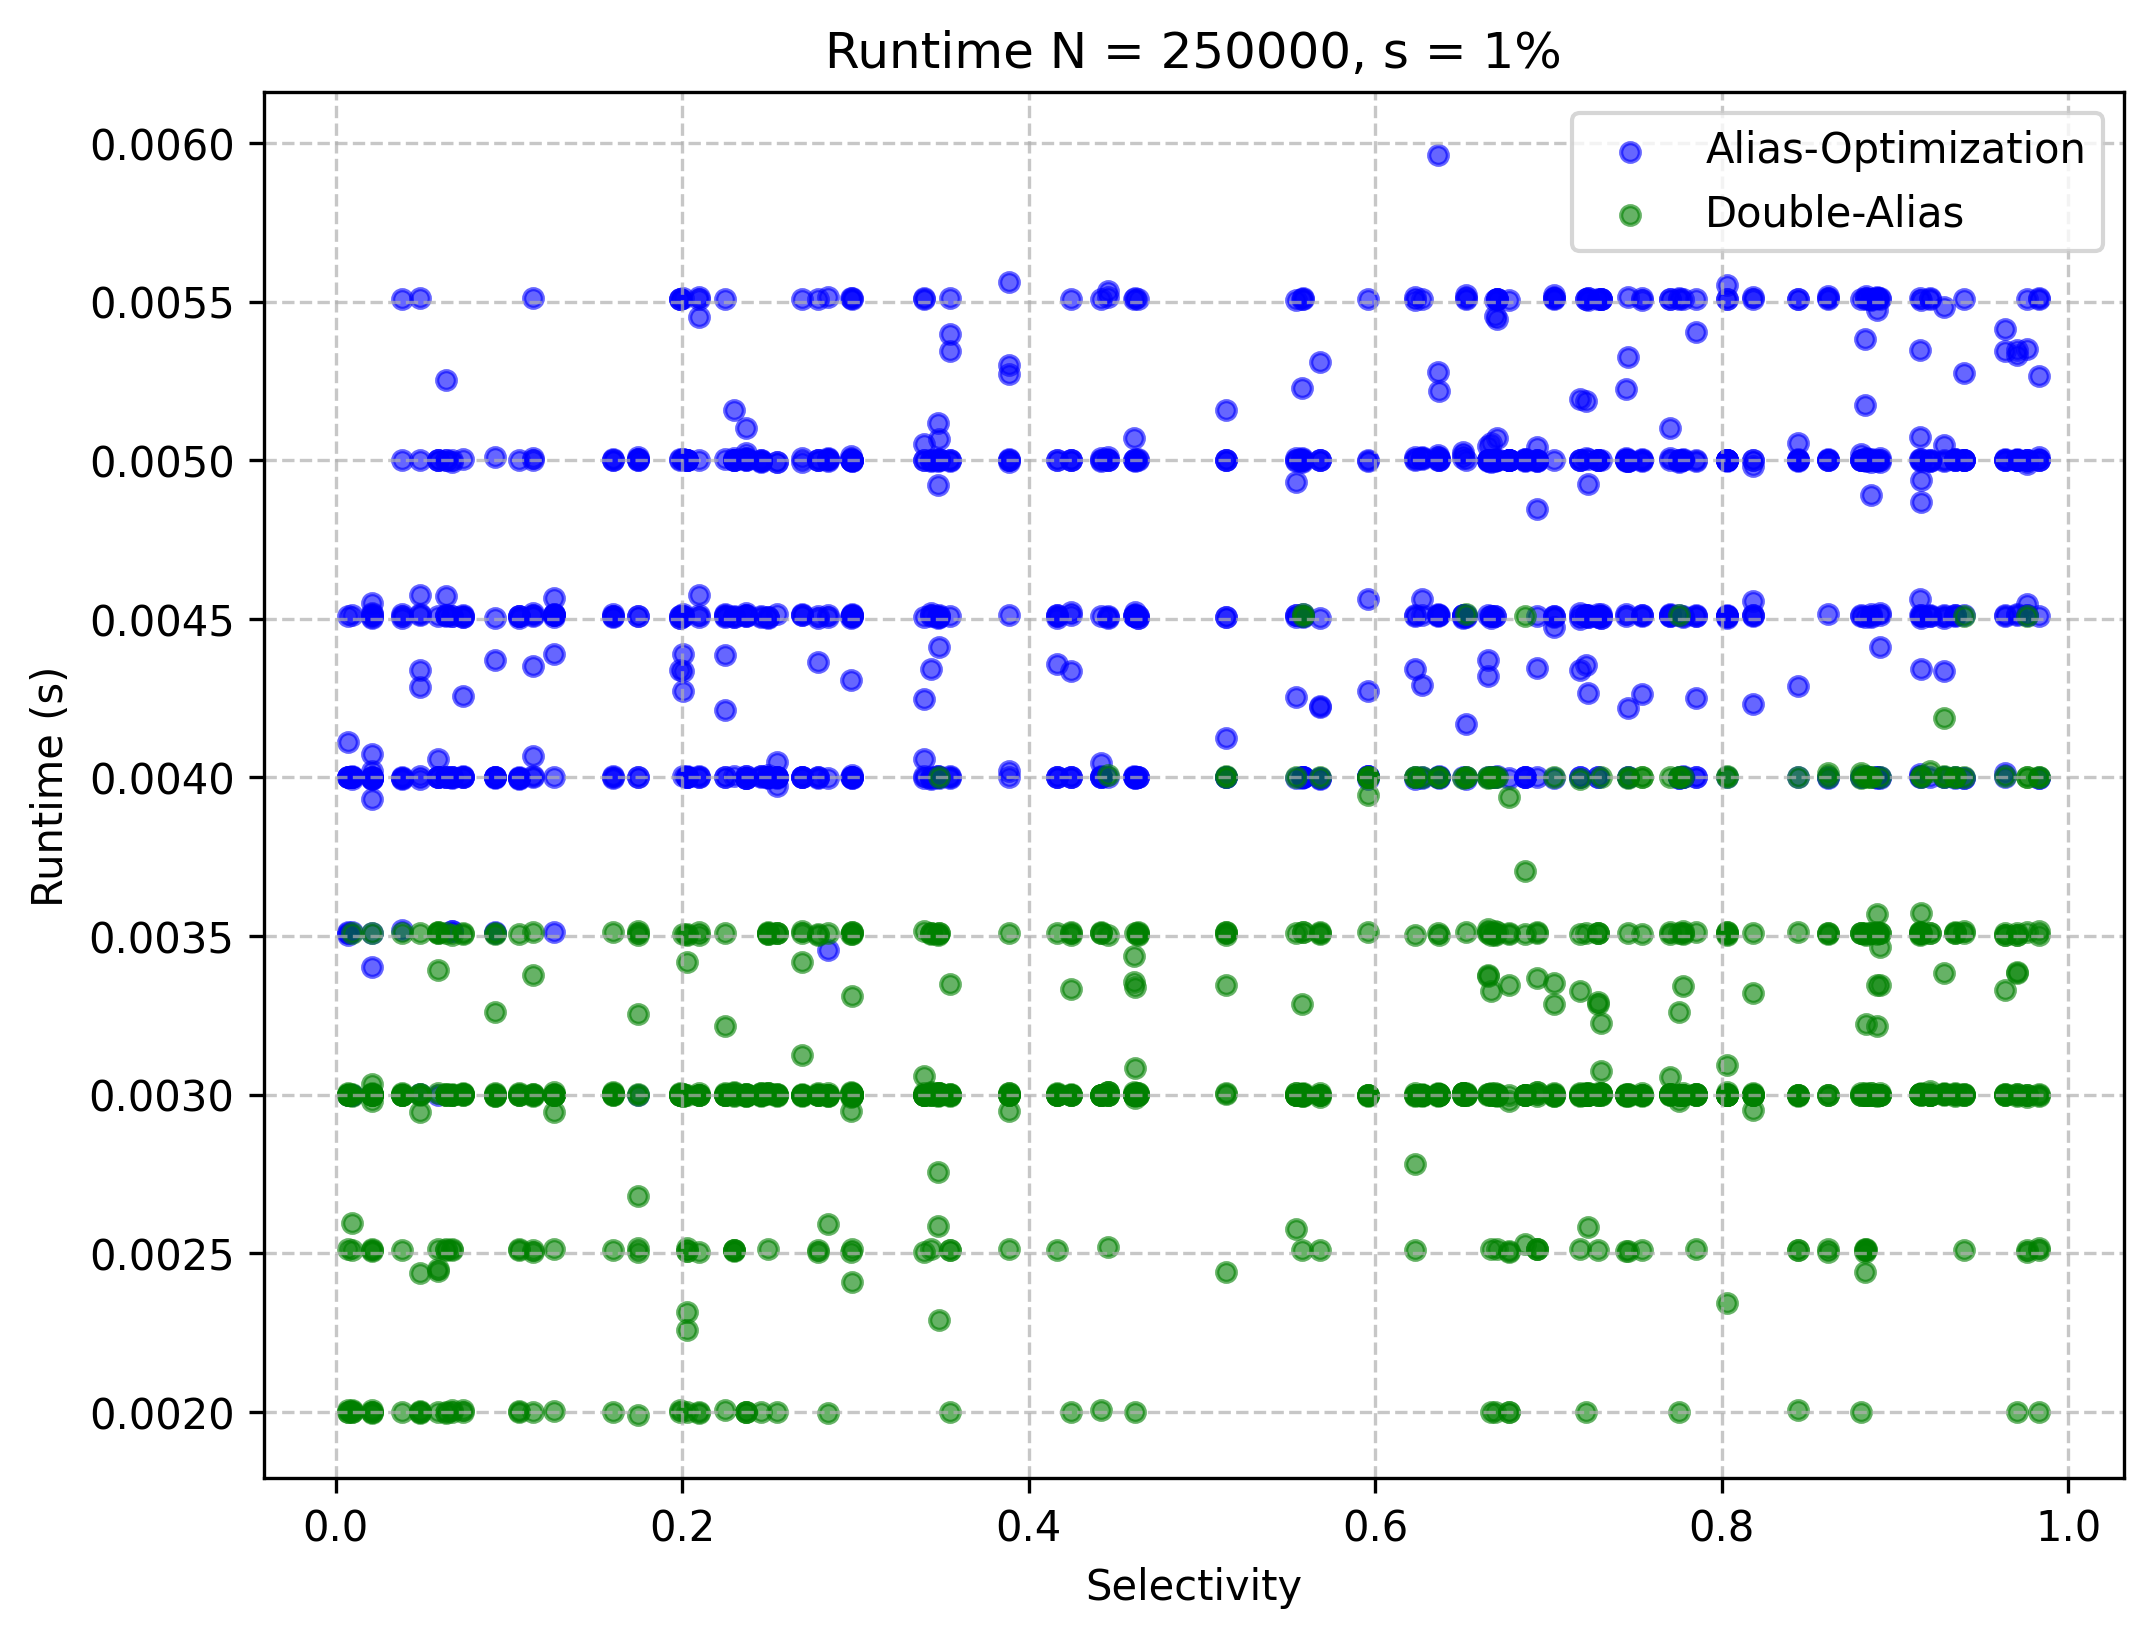 Runtime N = 250000, s = 1%
Alias-Optimization
Double-Alias
Runtime (s)
0.0060
0.0055
0.0050
0.0045
0.0040
0.0035
0.0030
0.0025
0.0020
0.0 0.2 0.4 0.6 0.8 1.0
Selectivity